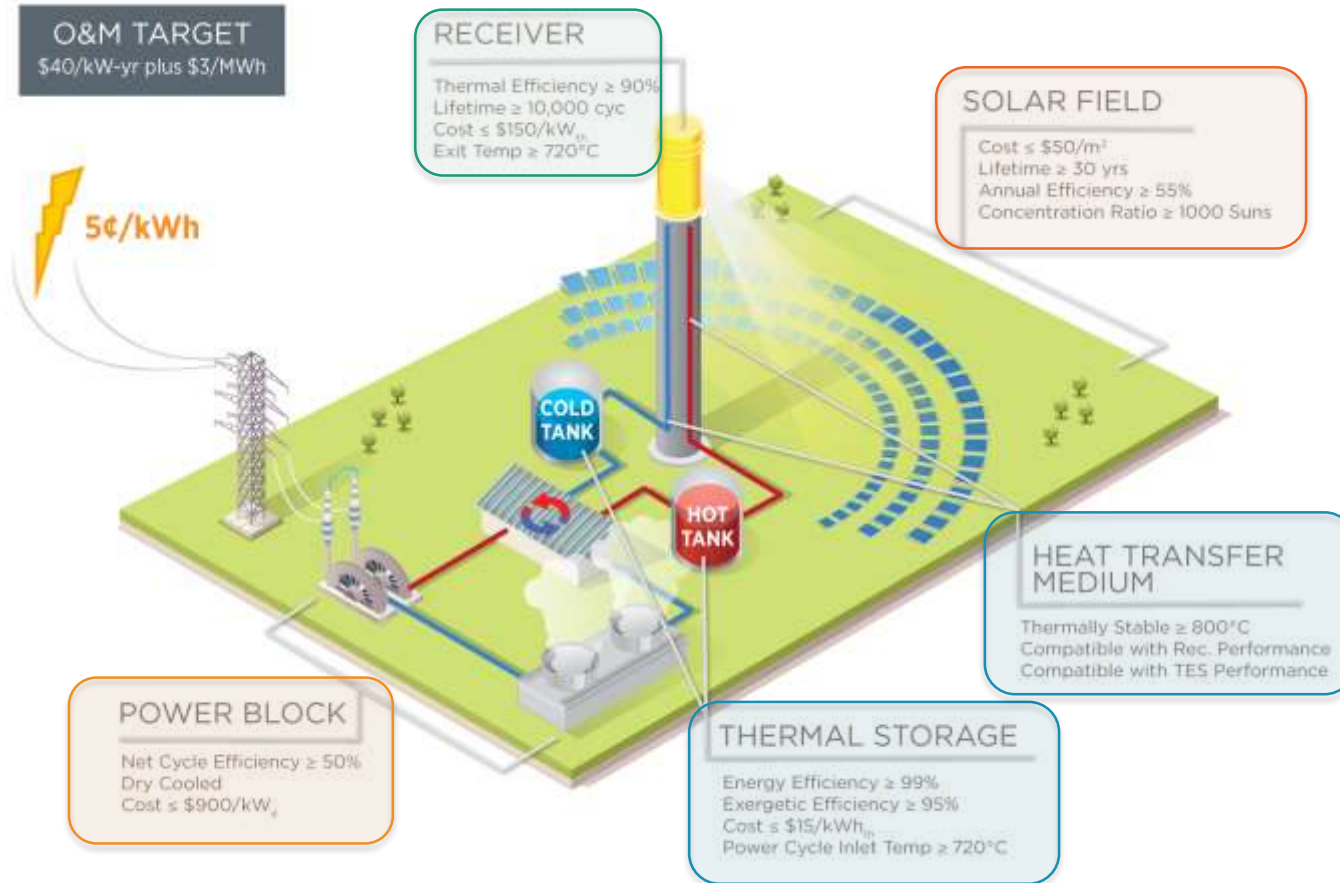 O&M TARGET
$40/kW-yr plus $3/MWh
RECEIVER
Thermal Efficiency ≥ 90%
Lifetime ≥ 10,000 cyc
Cost ≤ $150/kWth
Exit Temp ≥ 720°C
SOLAR FIELD
Cost ≤ $50/m²
Lifetime ≥ 30 yrs
Annual Efficiency ≥ 55%
Concentration Ratio ≥ 1000 Suns
5¢/kWh
COLD
TANK
HOT
TANK
HEAT TRANSFER
MEDIUM
Thermally Stable ≥ 800°C
Compatible with Rec. Performance
Compatible with TES Performance
POWER BLOCK
Net Cycle Efficiency ≥ 50%
Dry Cooled
Cost ≤ $900/kWe
THERMAL STORAGE
Energy Efficiency ≥ 99%
Exergetic Efficiency ≥ 95%
Cost ≤ $15/kWhth
Power Cycle Inlet Temp ≥ 720°C